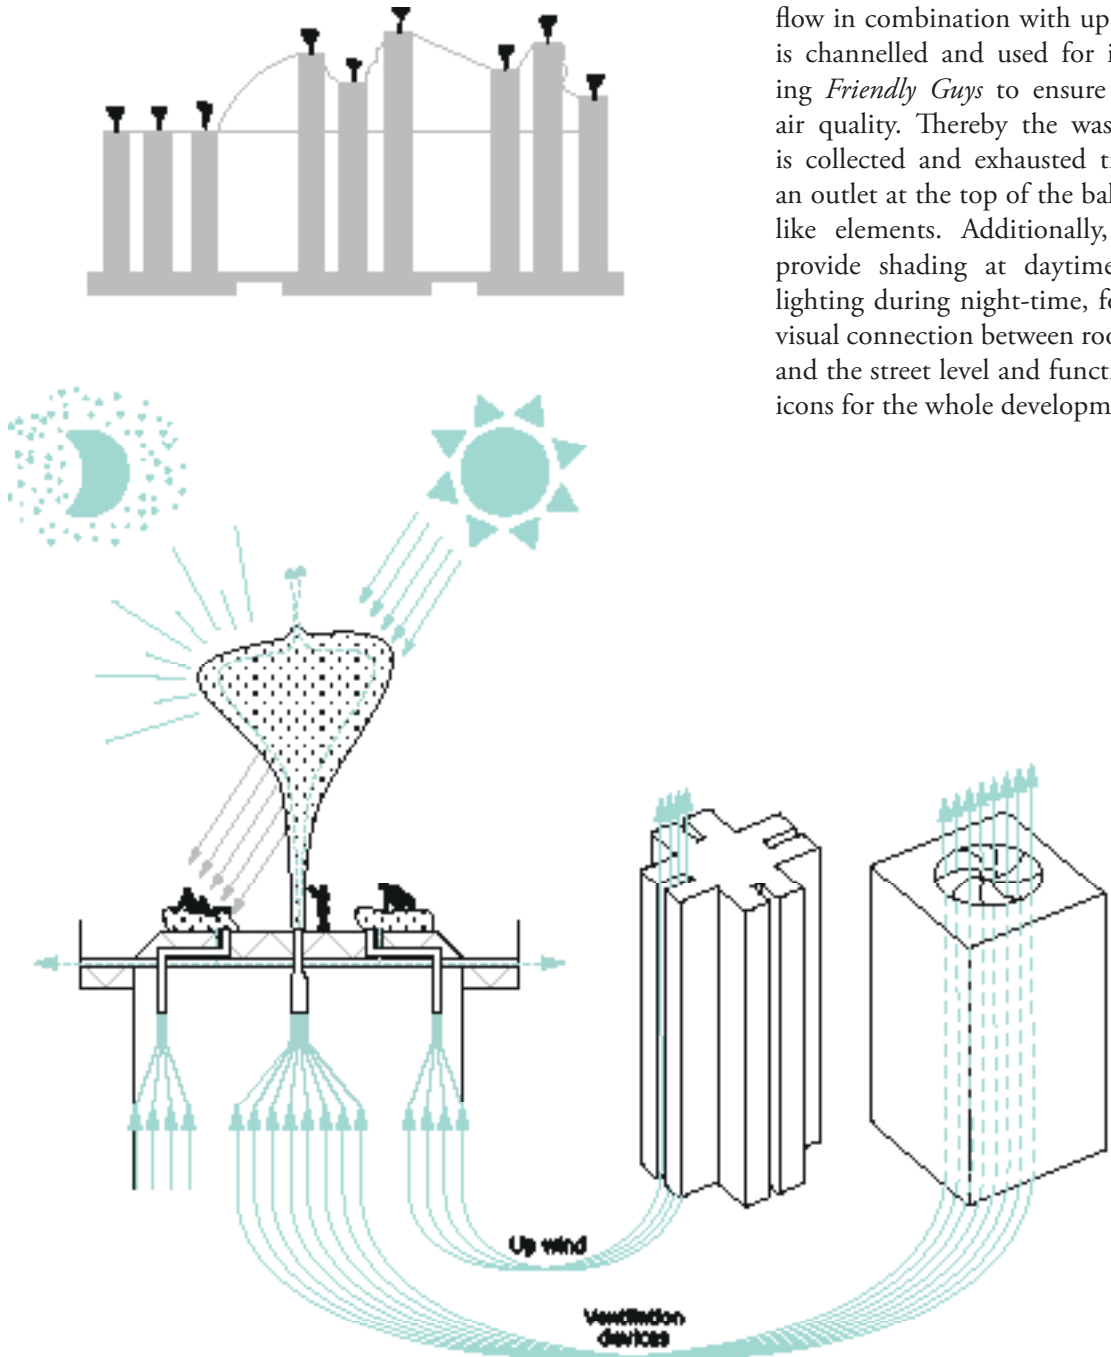 flow in combination with up
is channelled and used for i
ing Friendly Guys to ensure
air quality. Thereby the was
is collected and exhausted t
an outlet at the top of the bal
like elements. Additionally,
provide shading at daytime
lighting during night-time, fo
visual connection between roo
and the street level and functi
icons for the whole developm
Up wind
Ventilation
devices